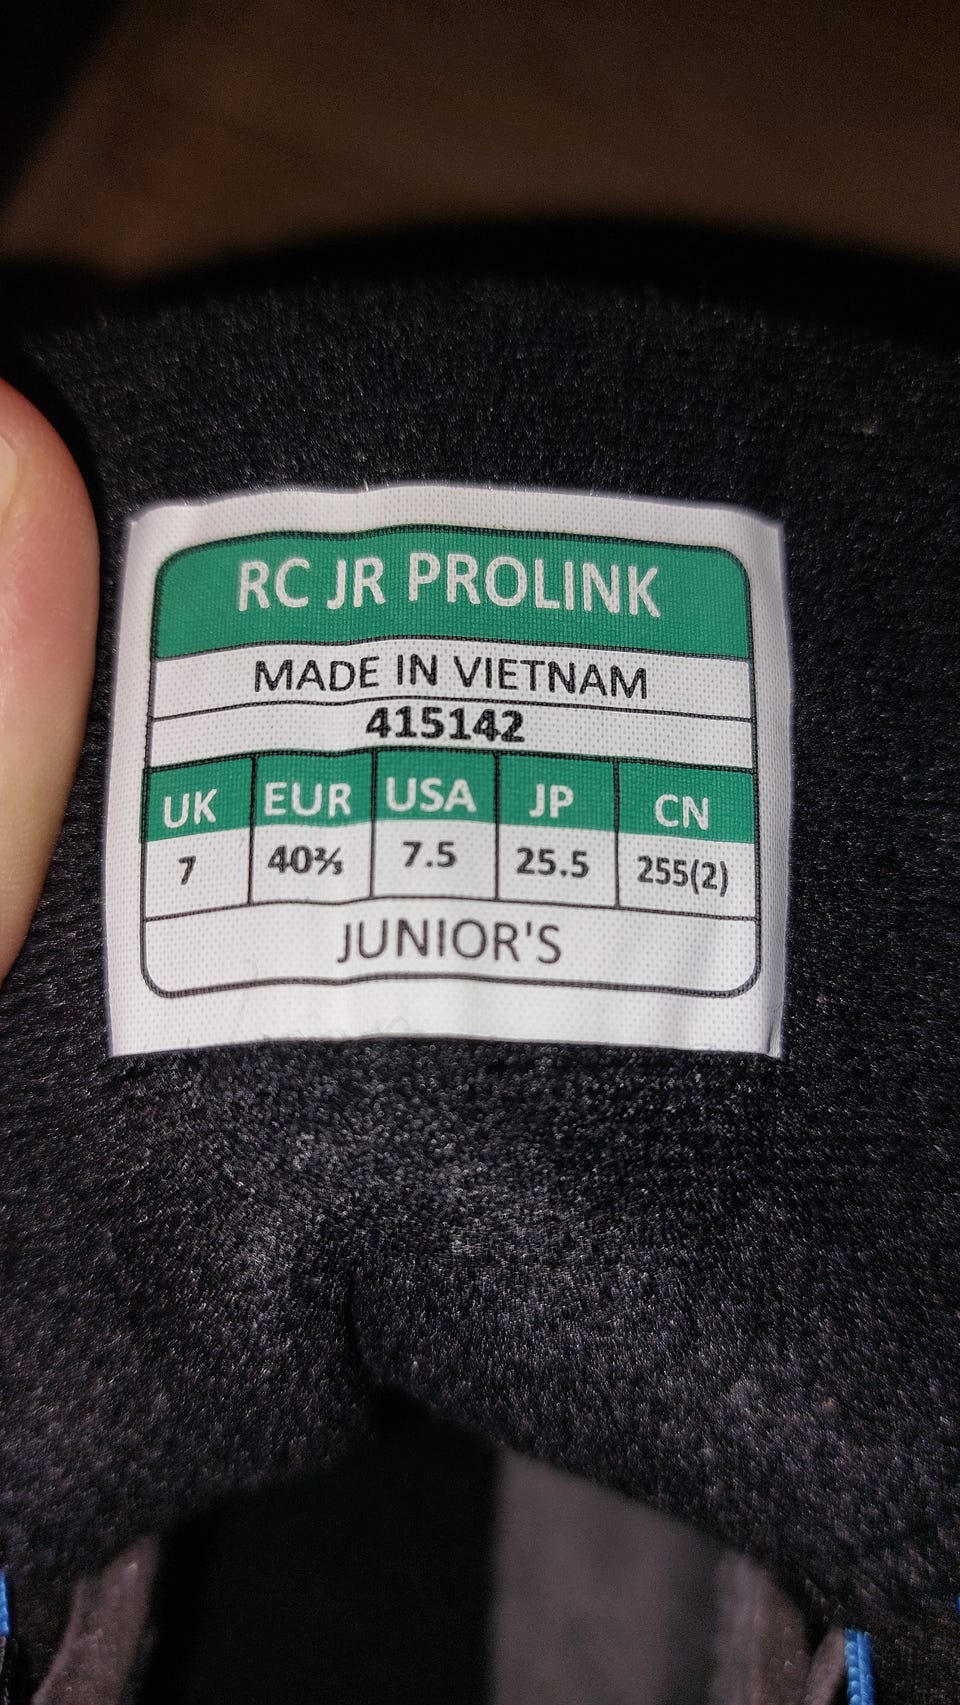 RC JR PROLINK
MADE IN VIETNAM
415142
UK EUR USA JP CN
7 40⅔ 7.5 25.5 255(2)
JUNIOR'S